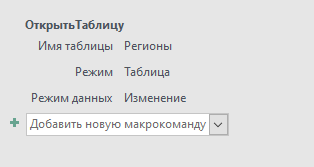 ОткрытьТаблицу
Имя таблицы Регионы
Режим Таблица
Режим данных Изменение
Добавить новую макрокоманду